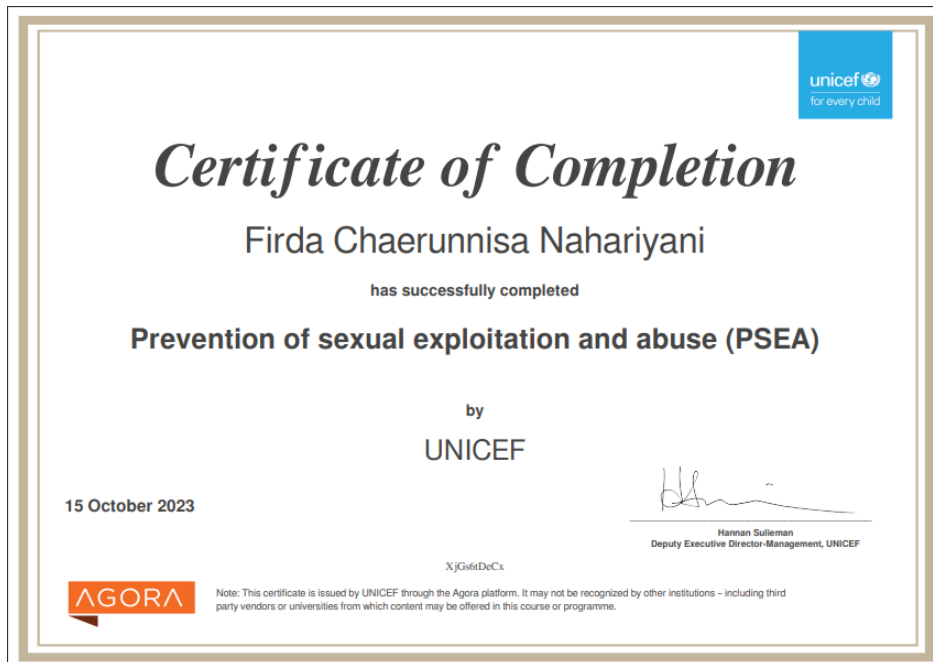 unicef
for every child
Certificate of Completion
Firda Chaerunnisa Nahariyani
has successfully completed
Prevention of sexual exploitation and abuse (PSEA)
by
UNICEF
15 October 2023
Hannan Sulieman
Deputy Executive Director-Management, UNICEF
XjGs6tDeCx
AGORA
Note: This certificate is issued by UNICEF through the Agora platform. It may not be recognized by other institutions – including third
party vendors or universities from which content may be offered in this course or programme.